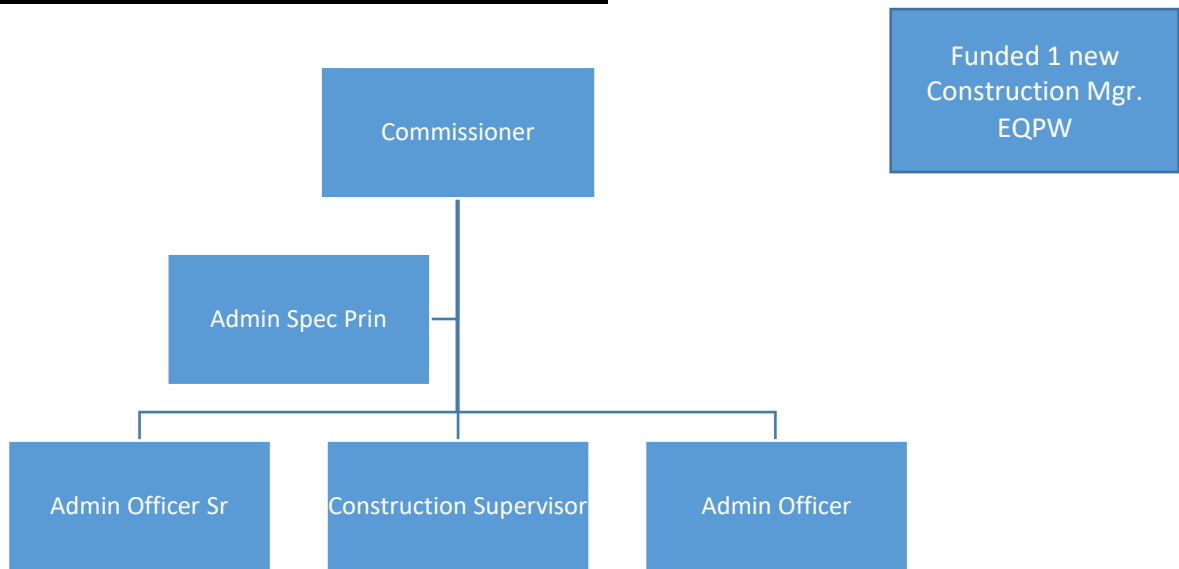 Funded 1 new
Construction Mgr.
EQPW
Commissioner
Admin Spec Prin
Admin Officer Sr
Construction Supervisor
Admin Officer